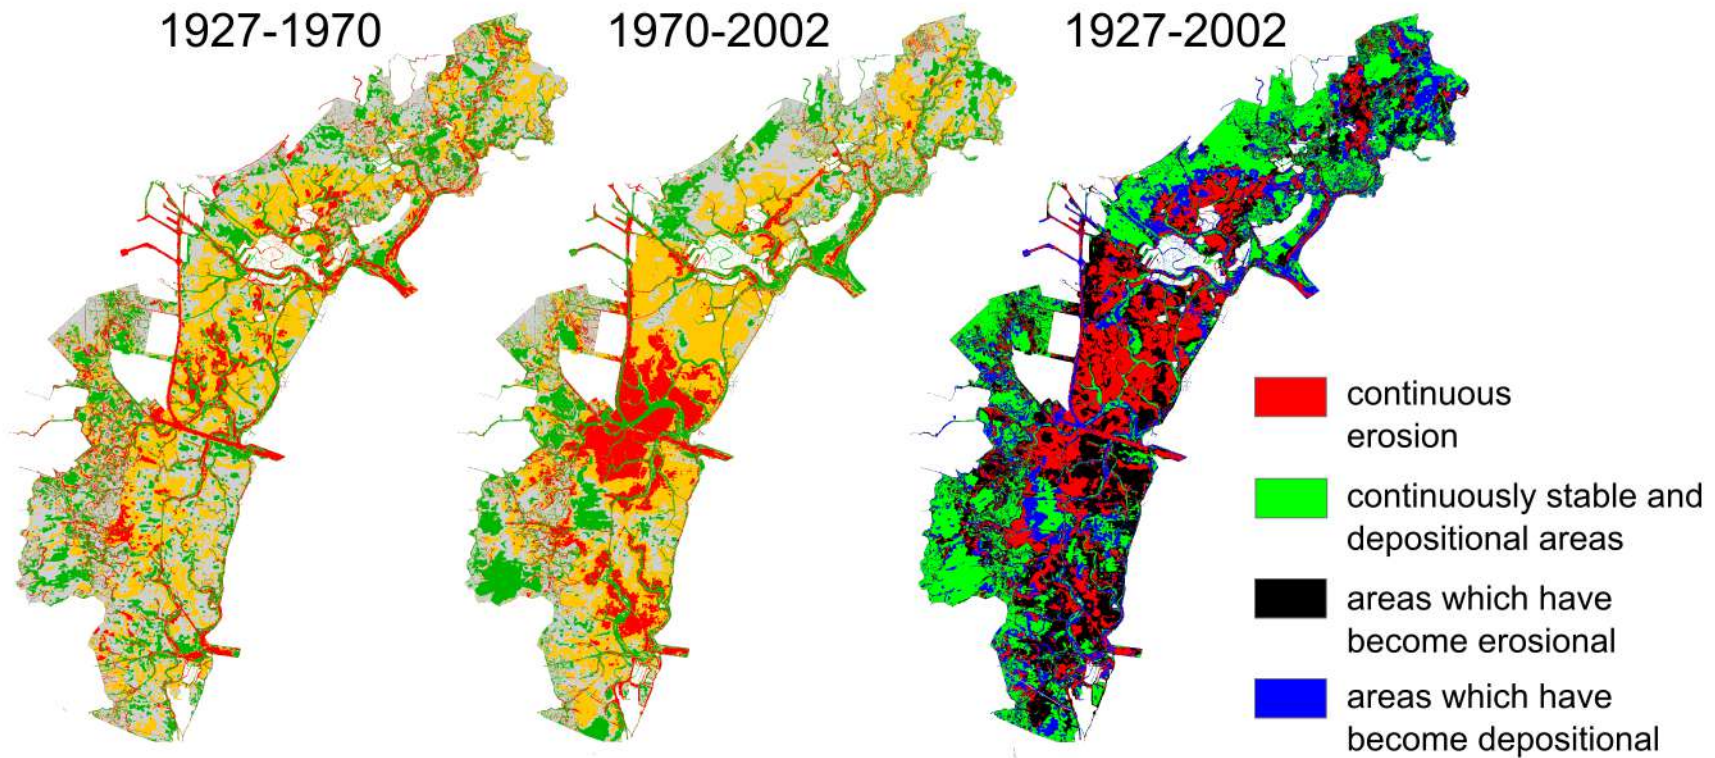 1927-1970
1970-2002
1927-2002
continuous
erosion
continuously stable and
depositional areas
areas which have
become erosional
areas which have
become depositional